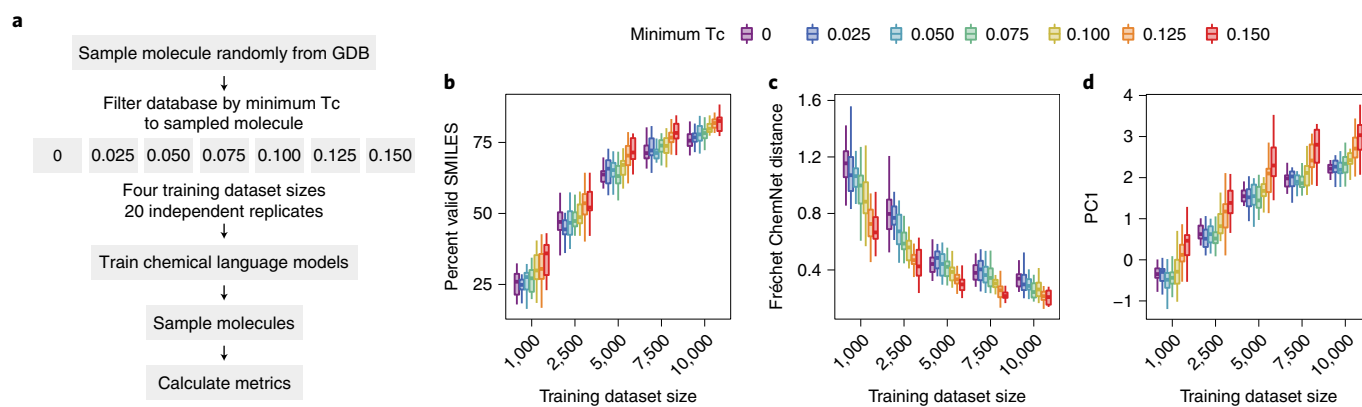 a
Sample molecule randomly from GDB
Filter database by minimum Tc
to sampled molecule
0 0.025 0.050 0.075 0.100 0.125 0.150
Four training dataset sizes
20 independent replicates
Train chemical language models
Sample molecules
Calculate metrics
Minimum Tc 0 0.025 0.050 0.075 0.100 0.125 0.150
b
Percent valid SMILES
75
50
25
1,000 2,500 5,000 7,500 10,000
Training dataset size
c
Fréchet ChemNet distance
1.6
1.2
0.8
0.4
1,000 2,500 5,000 7,500 10,000
Training dataset size
d
PC1
4
3
2
1
0
−1
1,000 2,500 5,000 7,500 10,000
Training dataset size